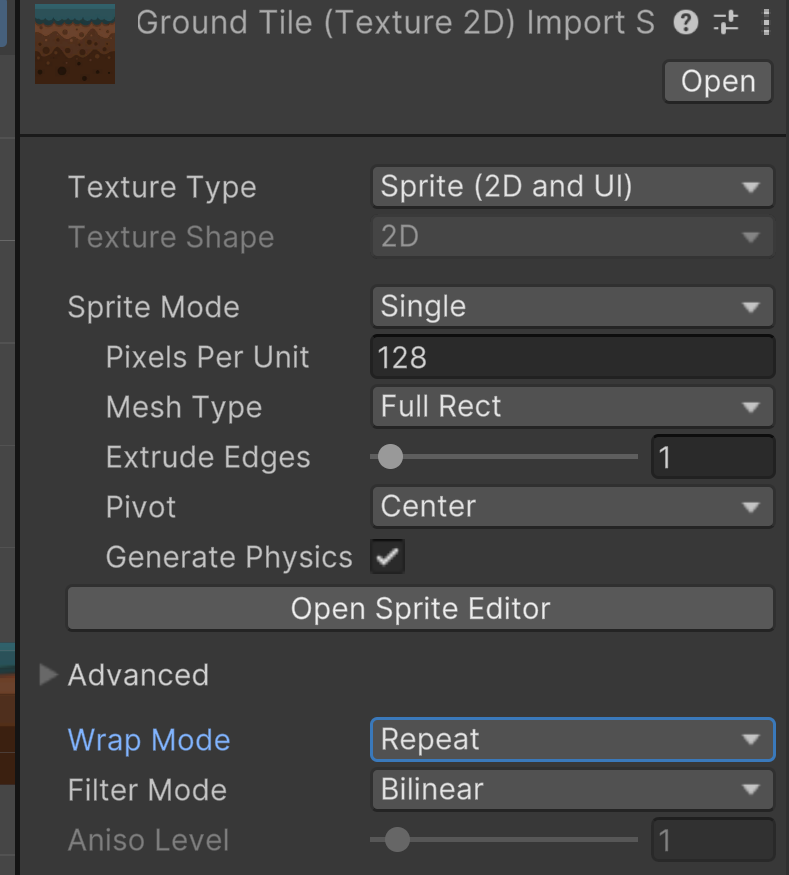 Ground Tile (Texture 2D) Import S
Open
Texture Type Sprite (2D and UI)
Texture Shape 2D
Sprite Mode Single
Pixels Per Unit 128
Mesh Type Full Rect
Extrude Edges 1
Pivot Center
Generate Physics
Open Sprite Editor
Advanced
Wrap Mode Repeat
Filter Mode Bilinear
Aniso Level 1